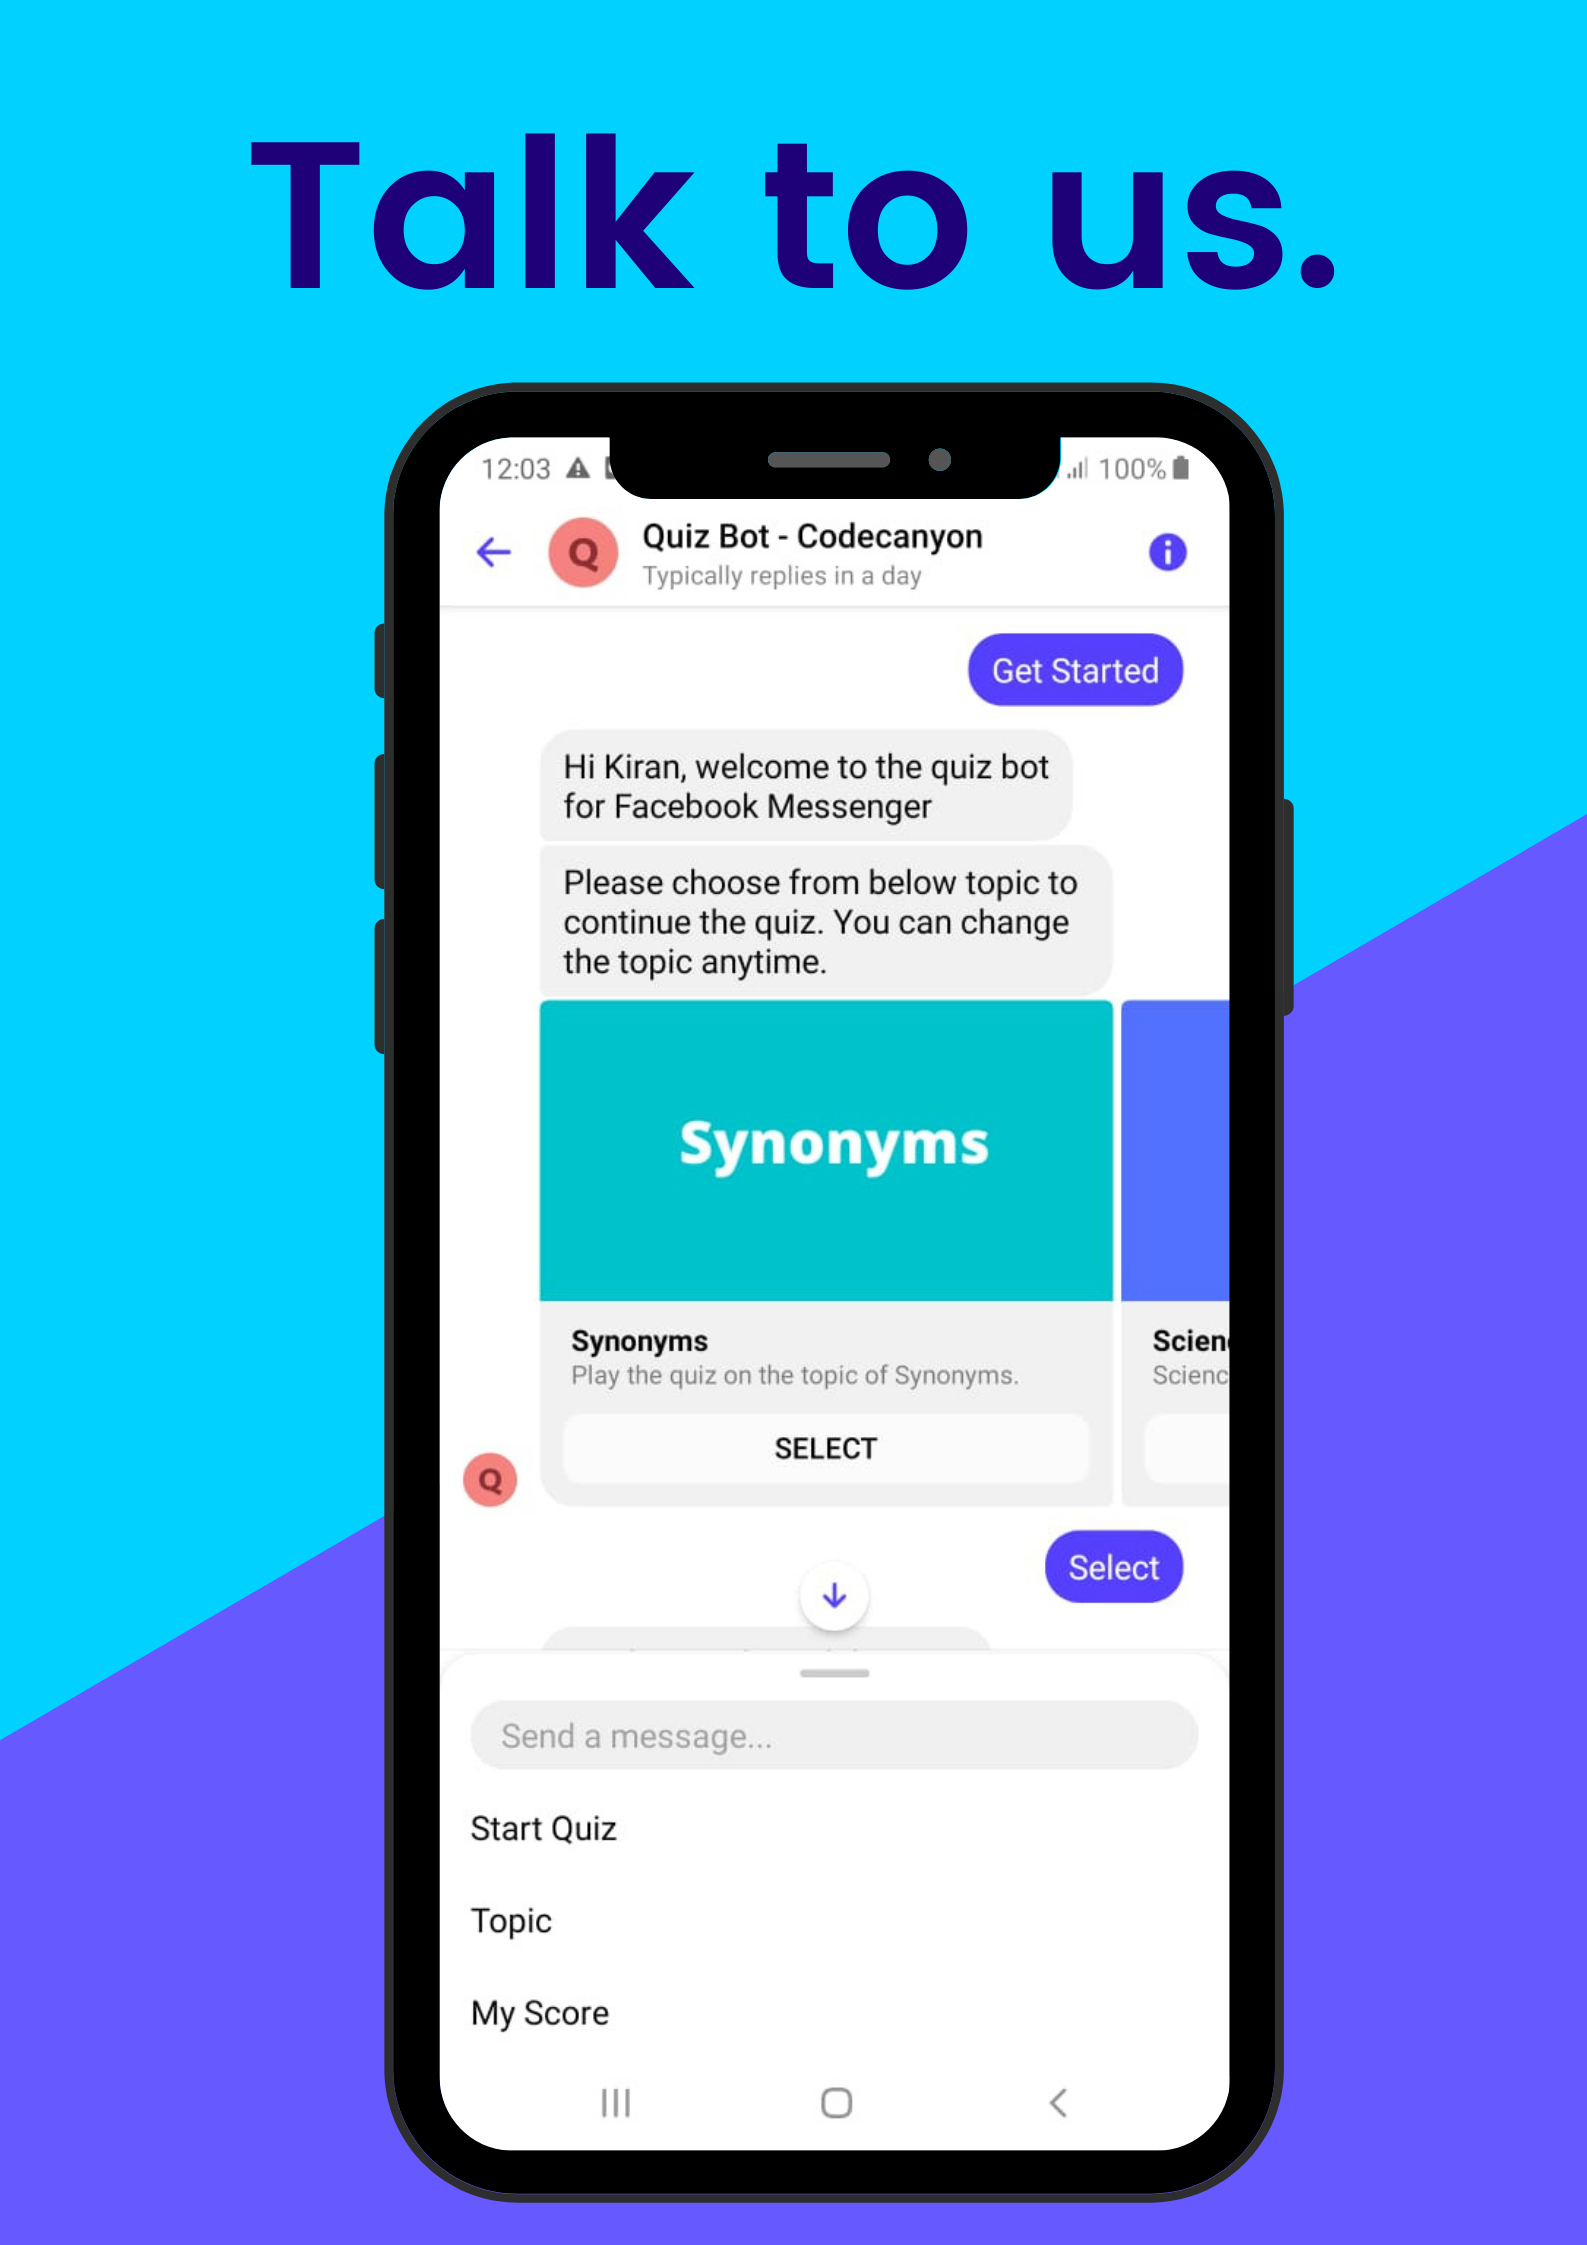 Talk to us.
12:03
100%
Q
Quiz Bot - Codecanyon
Typically replies in a day
Get Started
Hi Kiran, welcome to the quiz bot
for Facebook Messenger
Please choose from below topic to
continue the quiz. You can change
the topic anytime.
Synonyms
Synonyms
Play the quiz on the topic of Synonyms.
SELECT
Q
Select
Send a message...
Start Quiz
Topic
My Score